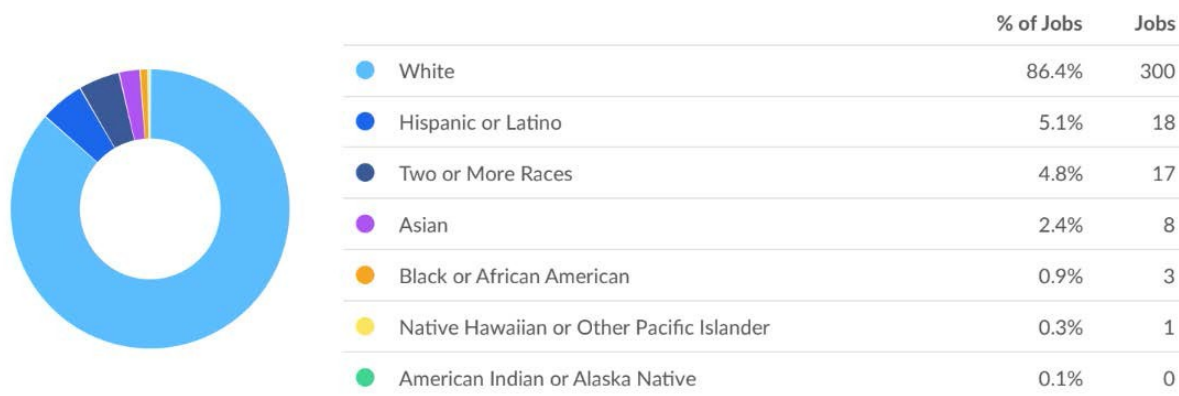 % of Jobs Jobs
White 86.4% 300
Hispanic or Latino 5.1% 18
Two or More Races 4.8% 17
Asian 2.4% 8
Black or African American 0.9% 3
Native Hawaiian or Other Pacific Islander 0.3% 1
American Indian or Alaska Native 0.1% 0